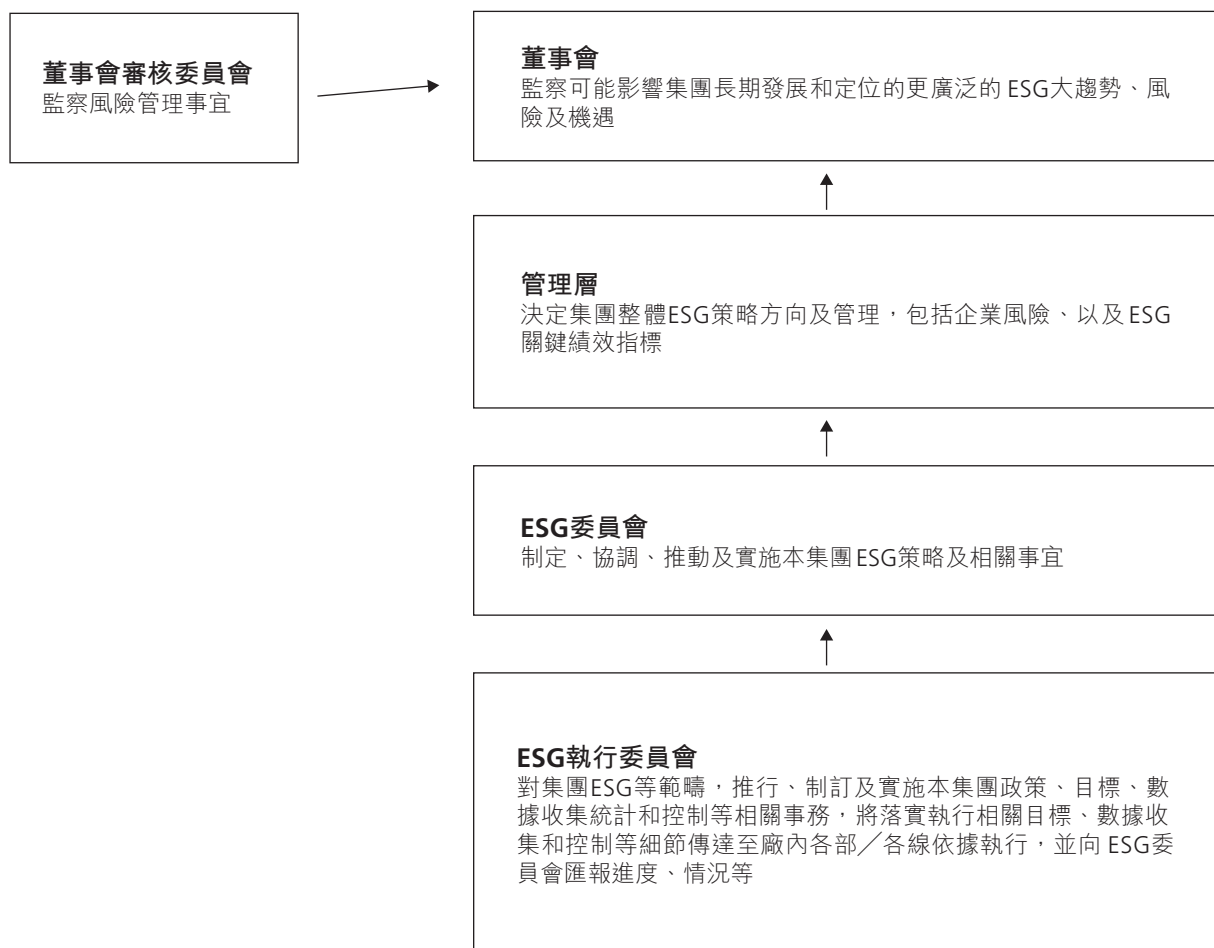 董事會審核委員會
監察風險管理事宜
董事會
監察可能影響集團長期發展和定位的更廣泛的ESG大趨勢、風
險及機遇
管理層
決定集團整體ESG策略方向及管理，包括企業風險、以及ESG
關鍵績效指標
ESG委員會
制定、協調、推動及實施本集團ESG策略及相關事宜
ESG執行委員會
對集團ESG等範疇，推行、制訂及實施本集團政策、目標、數
據收集統計和控制等相關事務，將落實執行相關目標、數據收
集和控制等細節傳達至廠內各部╱各線依據執行，並向ESG委
員會匯報進度、情況等